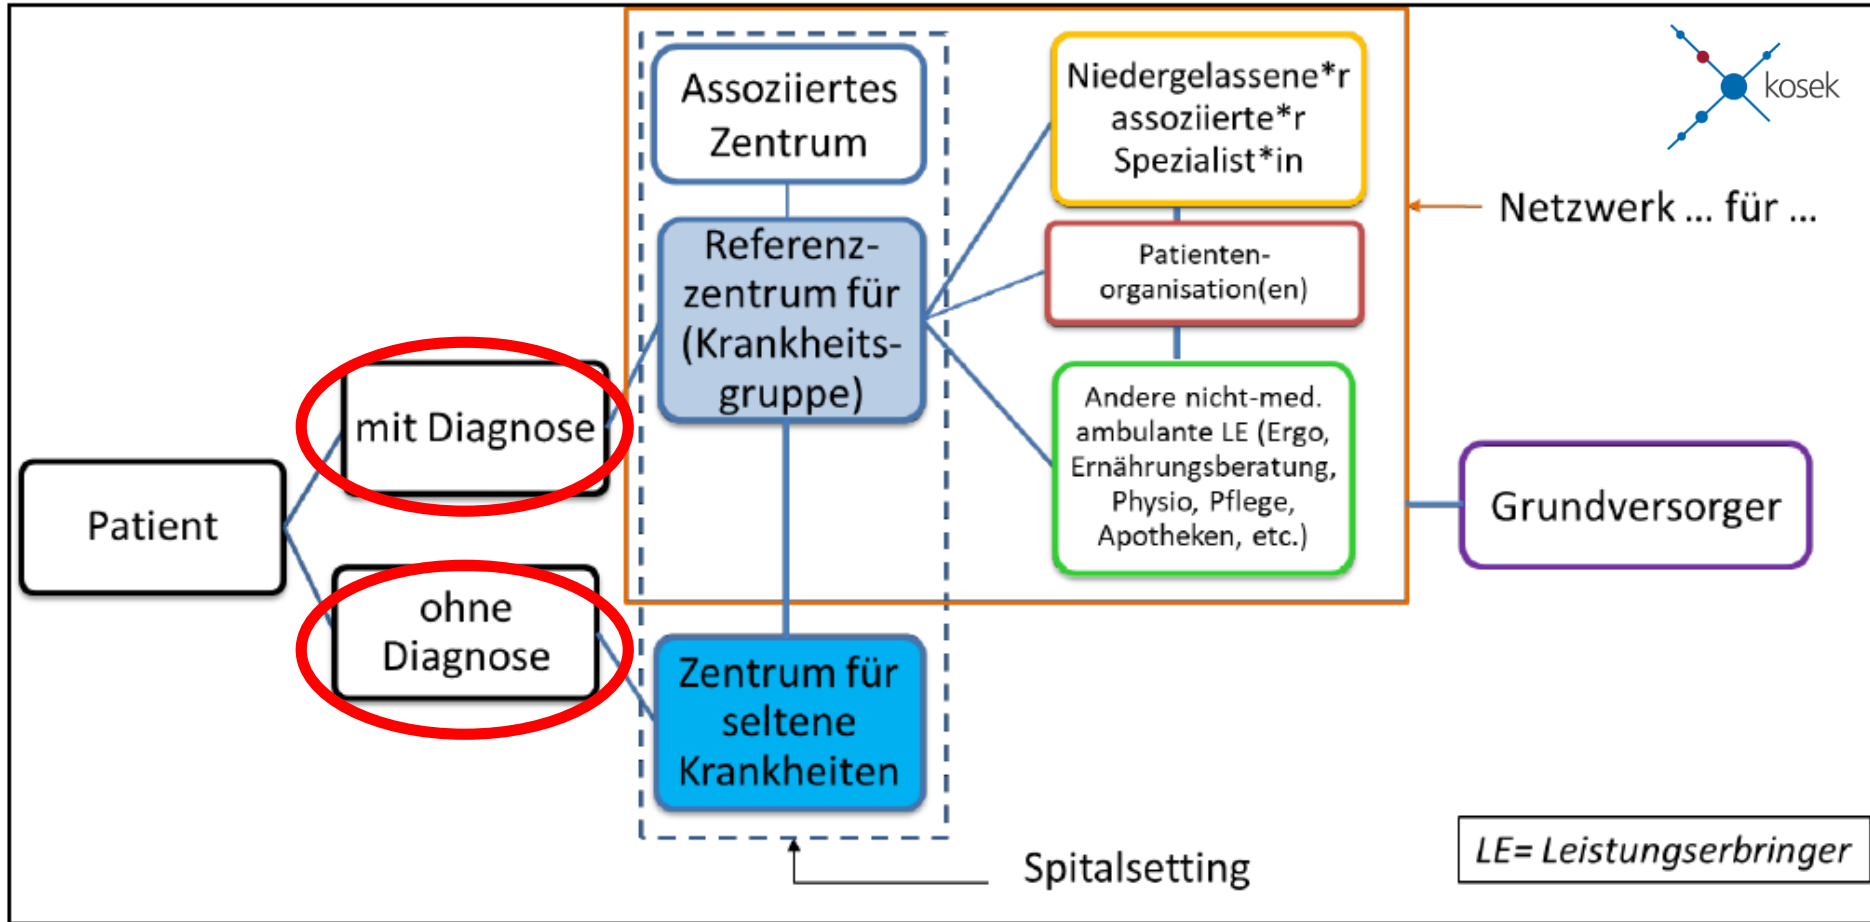 Assoziiertes
Zentrum
Niedergelassene*r
assoziierte*r
Spezialist*in
kosek
Netzwerk ... für ...
Referenz-
zentrum für
(Krankheits-
gruppe)
Patienten-
organisation(en)
mit Diagnose
Andere nicht-med.
ambulante LE (Ergo,
Ernährungsberatung,
Physio, Pflege,
Apotheken, etc.)
Patient
Grundversorger
ohne
Diagnose
Zentrum für
seltene
Krankheiten
Spitalsetting
LE= Leistungserbringer